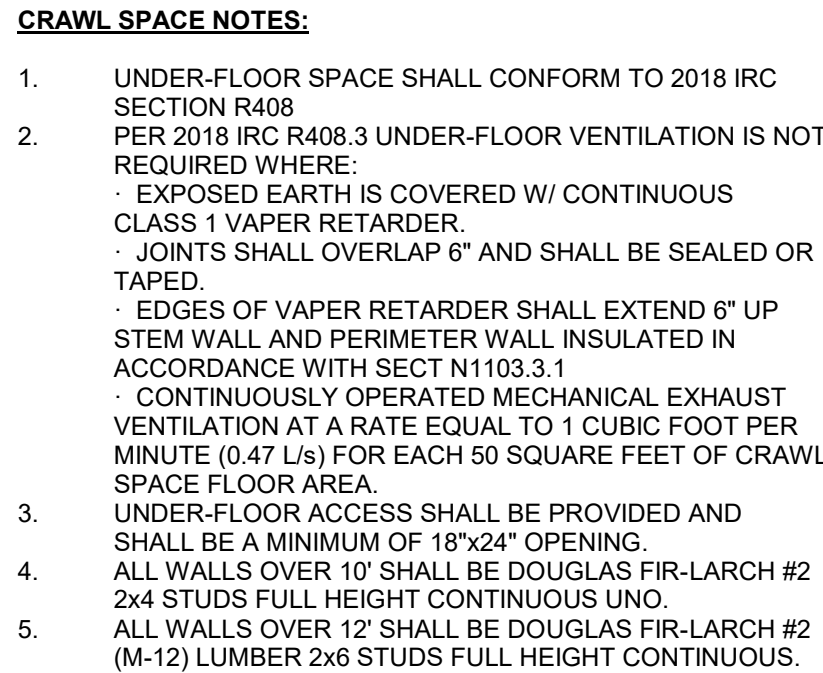 CRAWL SPACE NOTES:
1. UNDER-FLOOR SPACE SHALL CONFORM TO 2018 IRC
SECTION R408
2. PER 2018 IRC R408.3 UNDER-FLOOR VENTILATION IS NOT
REQUIRED WHERE:
· EXPOSED EARTH IS COVERED W/ CONTINUOUS
CLASS 1 VAPER RETARDER.
· JOINTS SHALL OVERLAP 6" AND SHALL BE SEALED OR
TAPED.
· EDGES OF VAPER RETARDER SHALL EXTEND 6" UP
STEM WALL AND PERIMETER WALL INSULATED IN
ACCORDANCE WITH SECT N1103.3.1
· CONTINUOUSLY OPERATED MECHANICAL EXHAUST
VENTILATION AT A RATE EQUAL TO 1 CUBIC FOOT PER
MINUTE (0.47 L/s) FOR EACH 50 SQUARE FEET OF CRAWL
SPACE FLOOR AREA.
3. UNDER-FLOOR ACCESS SHALL BE PROVIDED AND
SHALL BE A MINIMUM OF 18"x24" OPENING.
4. ALL WALLS OVER 10' SHALL BE DOUGLAS FIR-LARCH #2
2x4 STUDS FULL HEIGHT CONTINUOUS UNO.
5. ALL WALLS OVER 12' SHALL BE DOUGLAS FIR-LARCH #2
(M-12) LUMBER 2x6 STUDS FULL HEIGHT CONTINUOUS.